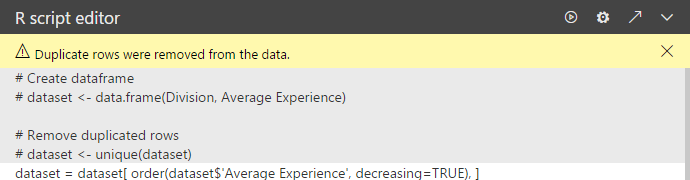 R script editor
Duplicate rows were removed from the data.
# Create dataframe
# dataset <- data.frame(Division, Average Experience)
# Remove duplicated rows
# dataset <- unique(dataset)
dataset = dataset[ order(dataset$'Average Experience', decreasing=TRUE), ]